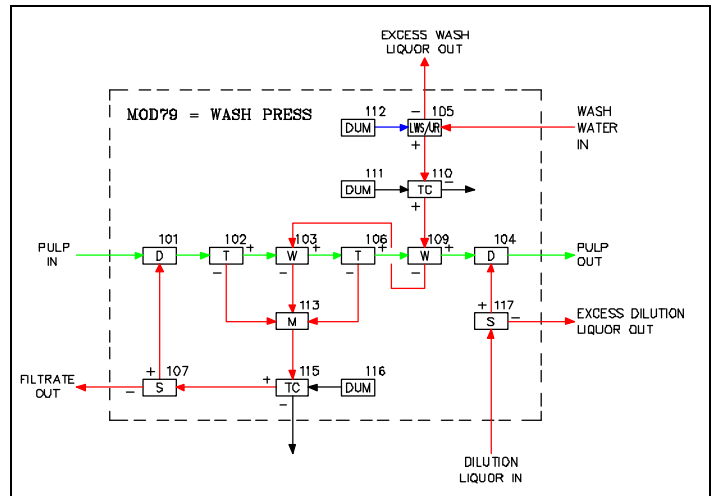 EXCESS WASH
LIQUOR OUT
MOD79 = WASH PRESS
112
- 105
DUM
LWS/UR
+
WASH
WATER
IN
111
110
DUM
TC
-
+
PULP
IN
101
102
103
106
109
104
D
T
+
W
+
T
+
W
+
D
PULP
OUT
-
-
-
-
113
M
+ 117
S
-
EXCESS DILUTION
LIQUOR OUT
FILTRATE
OUT
+ 107
-
S
+
115
TC
-
116
DUM
DILUTION
LIQUOR IN